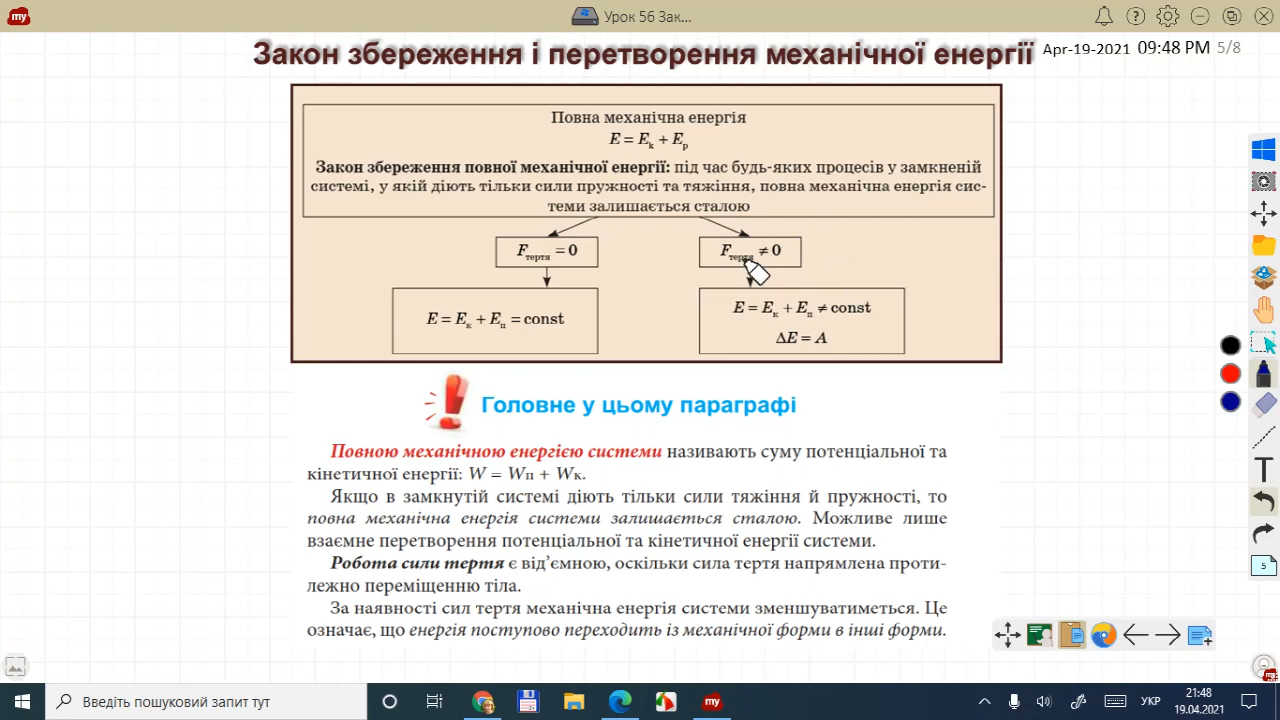 my
Урок 56 Зак...
Закон збереження і перетворення механічної енергії
Apr-19-2021 09:48 PM 5/8
Повна механічна енергія
E = Eк + Ep
Закон збереження повної механічної енергії: під час будь-яких процесів у замкненій
системі, у якій діють тільки сили пружності та тяжіння, повна механічна енергія сис-
теми залишається сталою
Fтертя = 0
Fтертя ≠ 0
E = Eк + Eп = const
E = Eк + Eп ≠ const
ΔE = A
Головне у цьому параграфі
Повною механічною енергією системи називають суму потенціальної та
кінетичної енергії: W = Wп + Wк.
Якщо в замкнутій системі діють тільки сили тяжіння й пружності, то
повна механічна енергія системи залишається сталою. Можливе лише
взаємне перетворення потенціальної та кінетичної енергії системи.
Робота сили тертя є від’ємною, оскільки сила тертя напрямлена проти-
лежно переміщенню тіла.
За наявності сил тертя механічна енергія системи зменшуватиметься. Це
означає, що енергія поступово переходить із механічної форми в інші форми.
5
Введіть пошуковий запит тут
my
УКР
21:48
19.04.2021